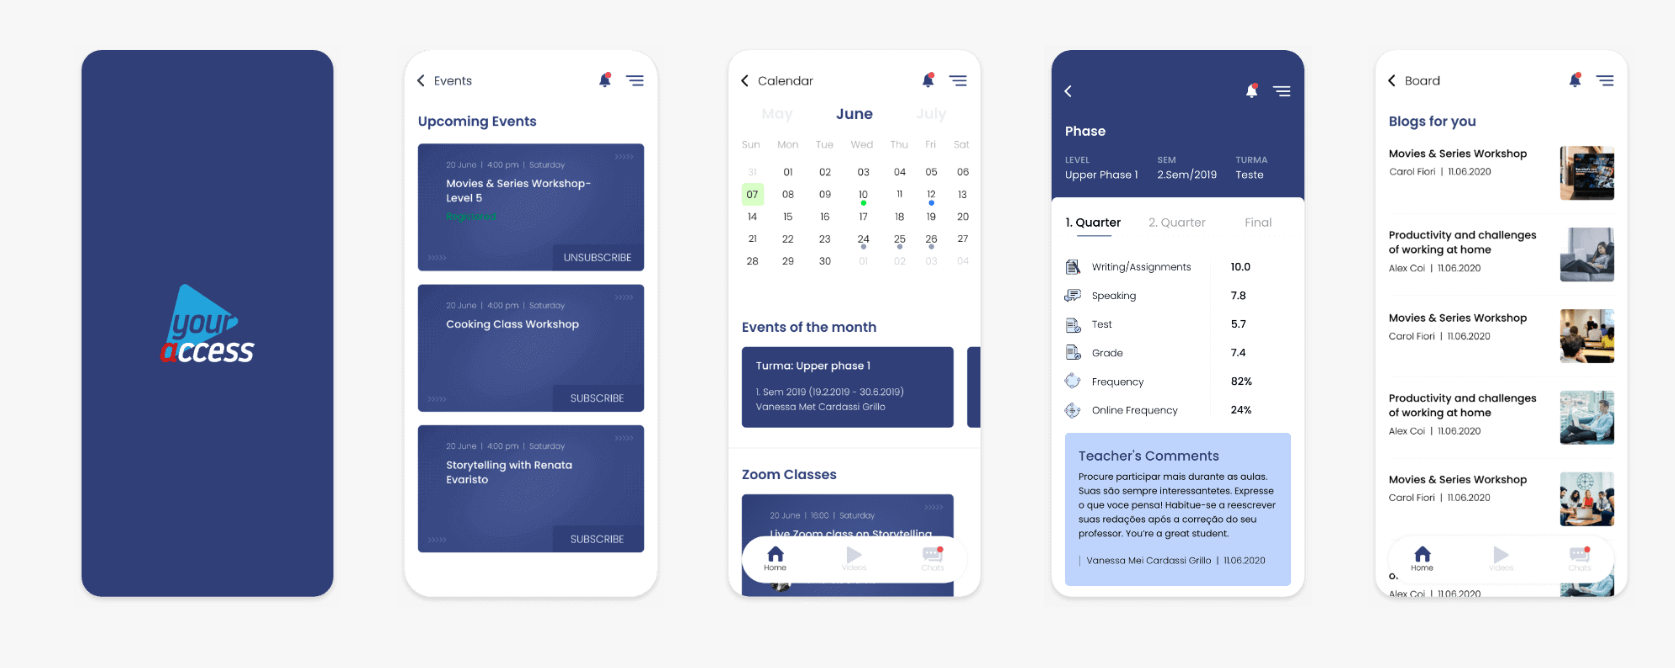 your
access
Events
Upcoming Events
20 June | 4:00 pm | Saturday
Movies & Series Workshop-
Level 5
Registered
UNSUBSCRIBE
20 June | 4:00 pm | Saturday
Cooking Class Workshop
SUBSCRIBE
20 June | 4:00 pm | Saturday
Storytelling with Renata
Evaristo
SUBSCRIBE
Calendar
May June July
Sun Mon Tue Wed Thu Fri Sat
31 01 02 03 04 05 06
07 08 09 10 11 12 13
14 15 16 17 18 19 20
21 22 23 24 25 26 27
28 29 30 01 02 03 04
Events of the month
Turma: Upper phase 1
1. Sem 2019 (19.2.2019 - 30.6.2019)
Vanessa Met Cardassi Grillo
Zoom Classes
20 June | 16:00 | Saturday
Live Zoom class on Storytelling
Home Videos Chats
Phase
LEVEL SEM TURMA
Upper Phase 1 2.Sem/2019 Teste
1. Quarter 2. Quarter Final
Writing/Assignments 10.0
Speaking 7.8
Test 5.7
Grade 7.4
Frequency 82%
Online Frequency 24%
Teacher's Comments
Procure participar mais durante as aulas.
Suas são sempre interessantetes. Expresse
o que voce pensa! Habitue-se a reescrever
suas redações após a correção do seu
professor. You're a great student.
| Vanessa Mei Cardassi Grillo | 11.06.2020
Board
Blogs for you
Movies & Series Workshop
Carol Fiori | 11.06.2020
Productivity and challenges
of working at home
Alex Coi | 11.06.2020
Movies & Series Workshop
Carol Fiori | 11.06.2020
Productivity and challenges
of working at home
Alex Coi | 11.06.2020
Movies & Series Workshop
Carol Fiori | 11.06.2020
Home Videos Chats
Alex Coi | 11.06.2020